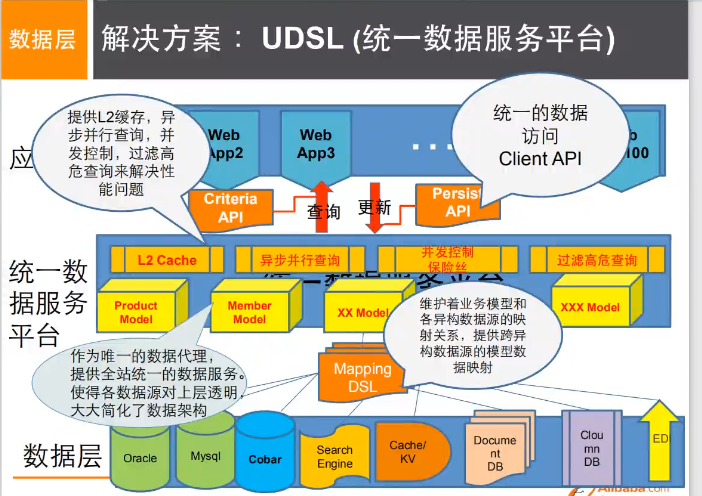 数据层
解决方案： UDSL (统一数据服务平台)
提供L2缓存，异
步并行查询，并
发控制，过滤高
危查询来解决性
能问题
Web
App2
Web
App3
...
100
统一的数据
访问
Client API
应
Criteria
API
查询
更新
Persist
API
统一数
据服务
平台
L2 Cache
异步并行查询
并发控制
保险丝
过滤高危查询
Product
Model
Member
Model
XX Model
XXX Model
维护着业务模型和
各异构数据源的映
射关系，提供跨异
构数据源的模型数
据映射
作为唯一的数据代理，
提供全站统一的数据服务。
使得各数据源对上层透明，
大大简化了数据架构
Mapping
DSL
数据层
Oracle
Mysql
Cobar
Search
Engine
Cache/
KV
Docume
nt
DB
Clou
mn
DB
ED
Alibaba.com